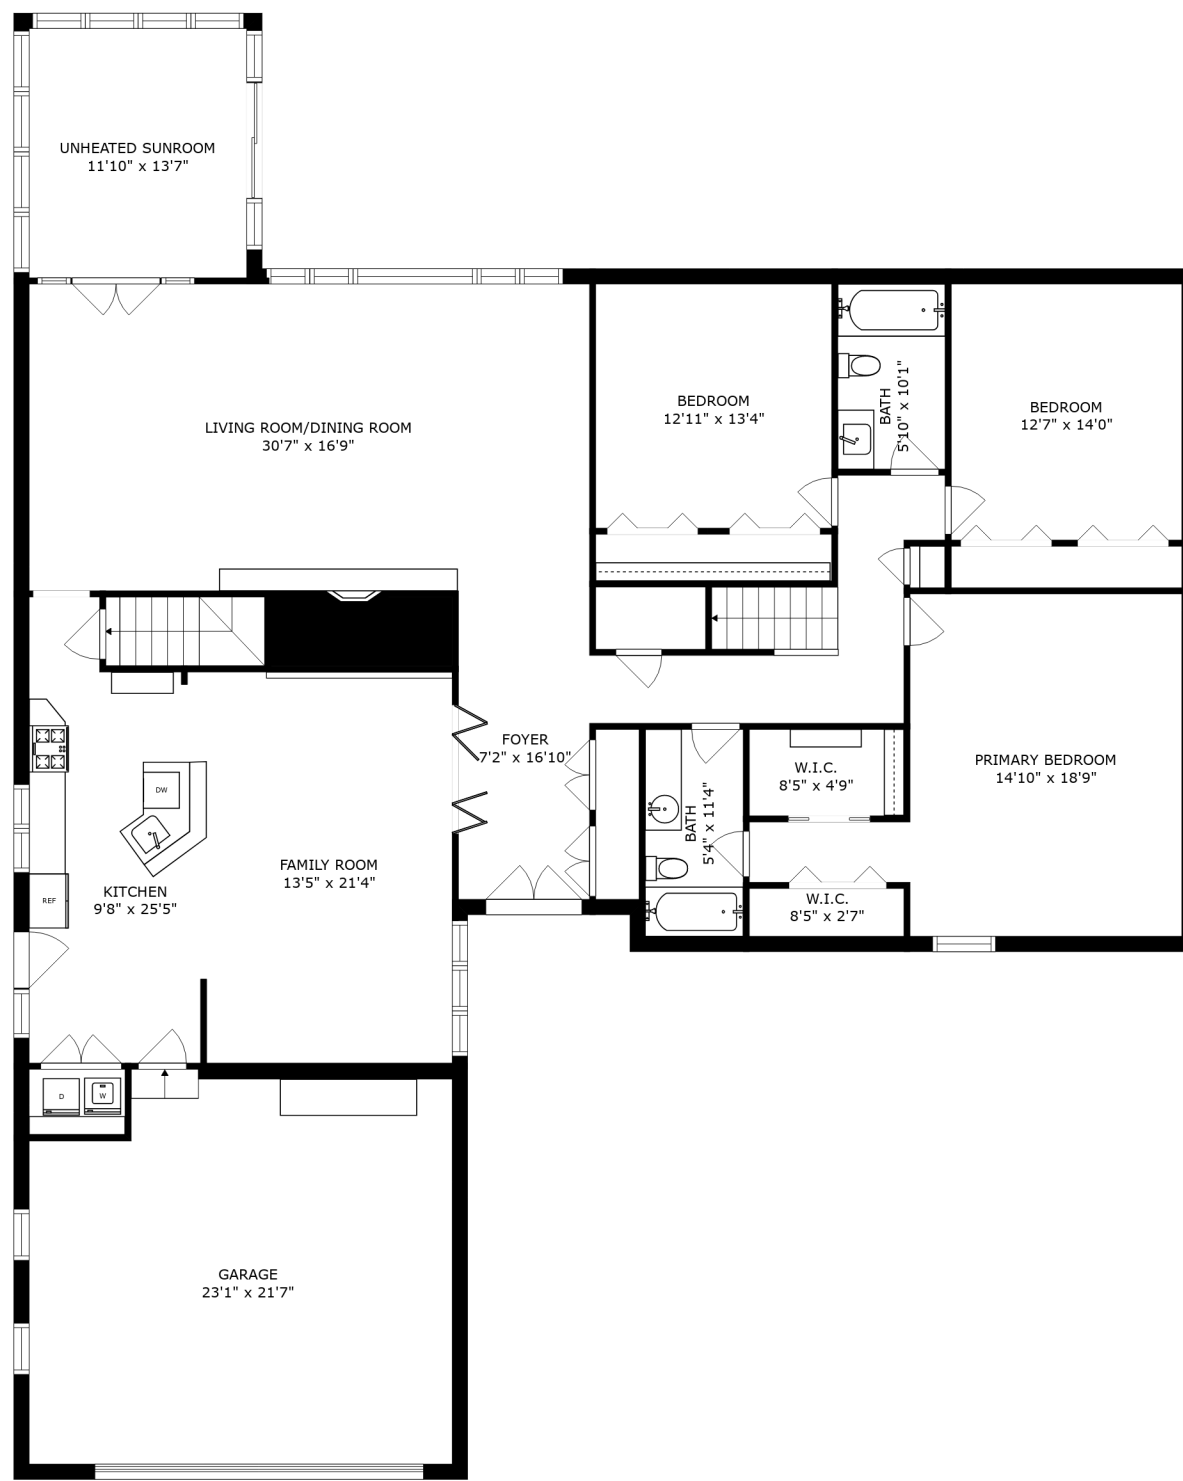 UNHEATED SUNROOM
11'10" x 13'7"
LIVING ROOM/DINING ROOM
30'7" x 16'9"
BEDROOM
12'11" x 13'4"
BATH
5'10" x 10'1"
BEDROOM
12'7" x 14'0"
FOYER
7'2" x 16'10"
W.I.C.
8'5" x 4'9"
PRIMARY BEDROOM
14'10" x 18'9"
DW
BATH
5'4" x 11'4"
FAMILY ROOM
13'5" x 21'4"
KITCHEN
9'8" x 25'5"
REF
W.I.C.
8'5" x 2'7"
D
W
GARAGE
23'1" x 21'7"